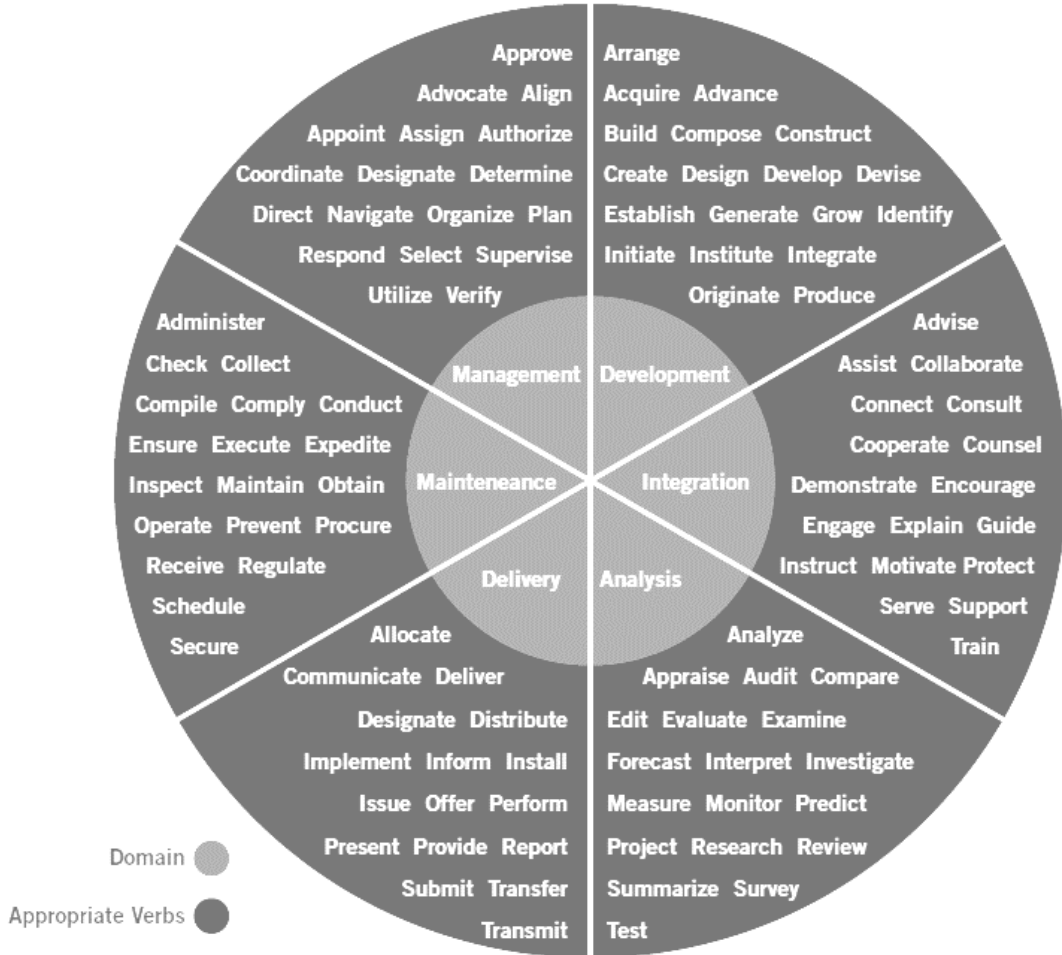 Approve
Advocate Align
Appoint Assign Authorize
Coordinate Designate Determine
Direct Navigate Organize Plan
Respond Select Supervise
Utilize Verify
Management
Arrange
Acquire Advance
Build Compose Construct
Create Design Develop Devise
Establish Generate Grow Identify
Initiate Institute Integrate
Originate Produce
Development
Administer
Check Collect
Compile Comply Conduct
Ensure Execute Expedite
Inspect Maintain Obtain
Operate Prevent Procure
Receive Regulate
Schedule
Secure
Mainteneance
Advise
Assist Collaborate
Connect Consult
Cooperate Counsel
Demonstrate Encourage
Engage Explain Guide
Instruct Motivate Protect
Serve Support
Train
Integration
Delivery
Allocate
Communicate Deliver
Designate Distribute
Implement Inform Install
Issue Offer Perform
Present Provide Report
Submit Transfer
Transmit
Analysis
Analyze
Appraise Audit Compare
Edit Evaluate Examine
Forecast Interpret Investigate
Measure Monitor Predict
Project Research Review
Summarize Survey
Test
Domain
Appropriate Verbs